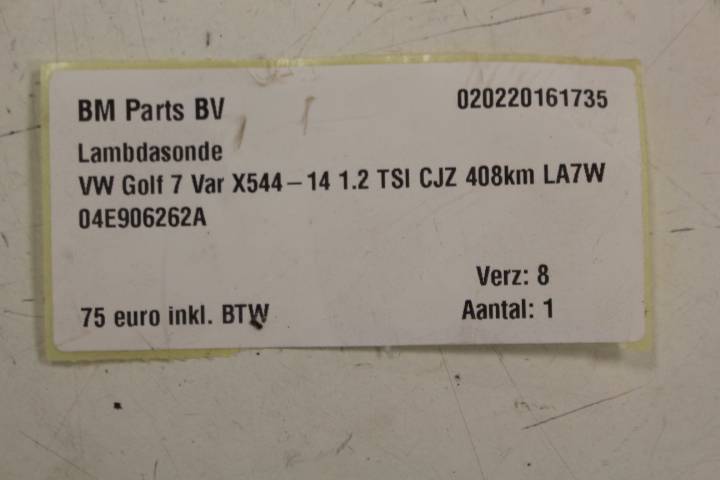 BM Parts BV 020220161735
Lambdasonde
VW Golf 7 Var X544-14 1.2 TSI CJZ 408km LA7W
04E906262A
Verz: 8
75 euro inkl. BTW Aantal: 1